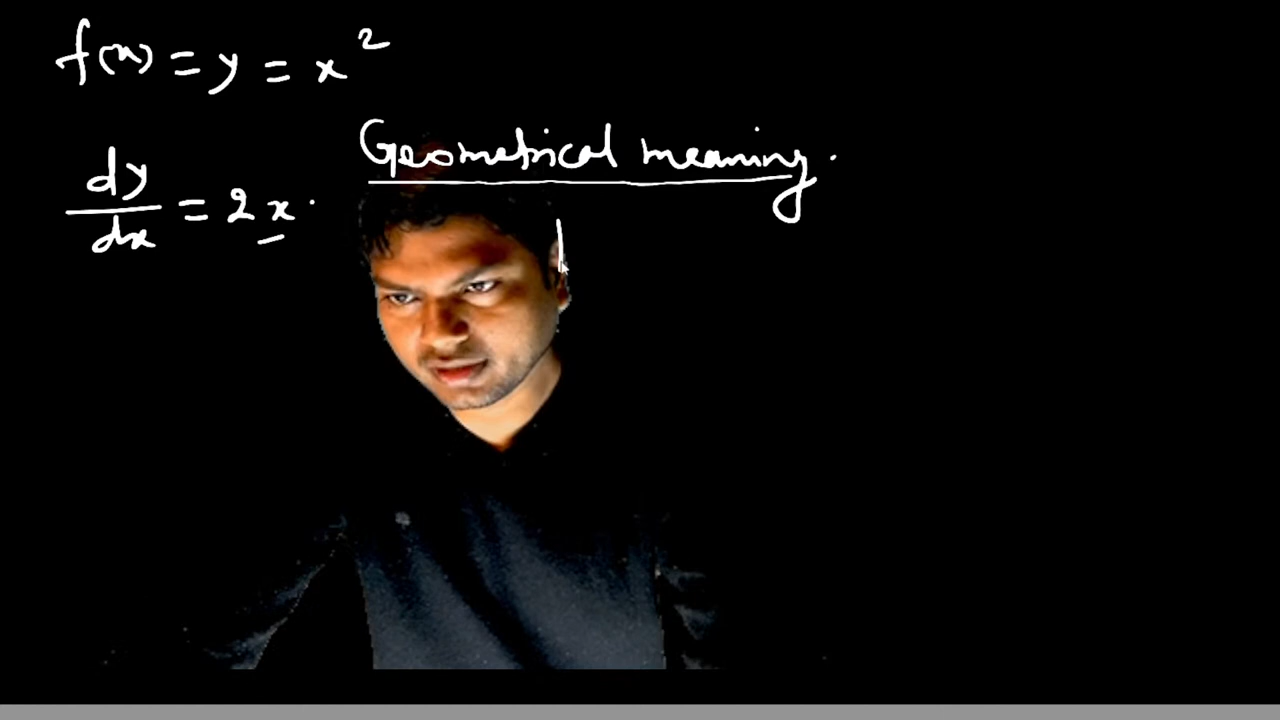 f(x) = y = x²
Geometrical meaning.
dy/dx = 2x.